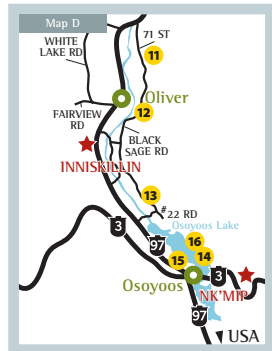 Map D
WHITE
LAKE RD
71 ST
11
Oliver
12
FAIRVIEW
RD
BLACK
SAGE RD
INNISKILLIN
13
# 22 RD
Osoyoos Lake
3
97
16
14
15
Osoyoos
3
NK'MIP
97
USA